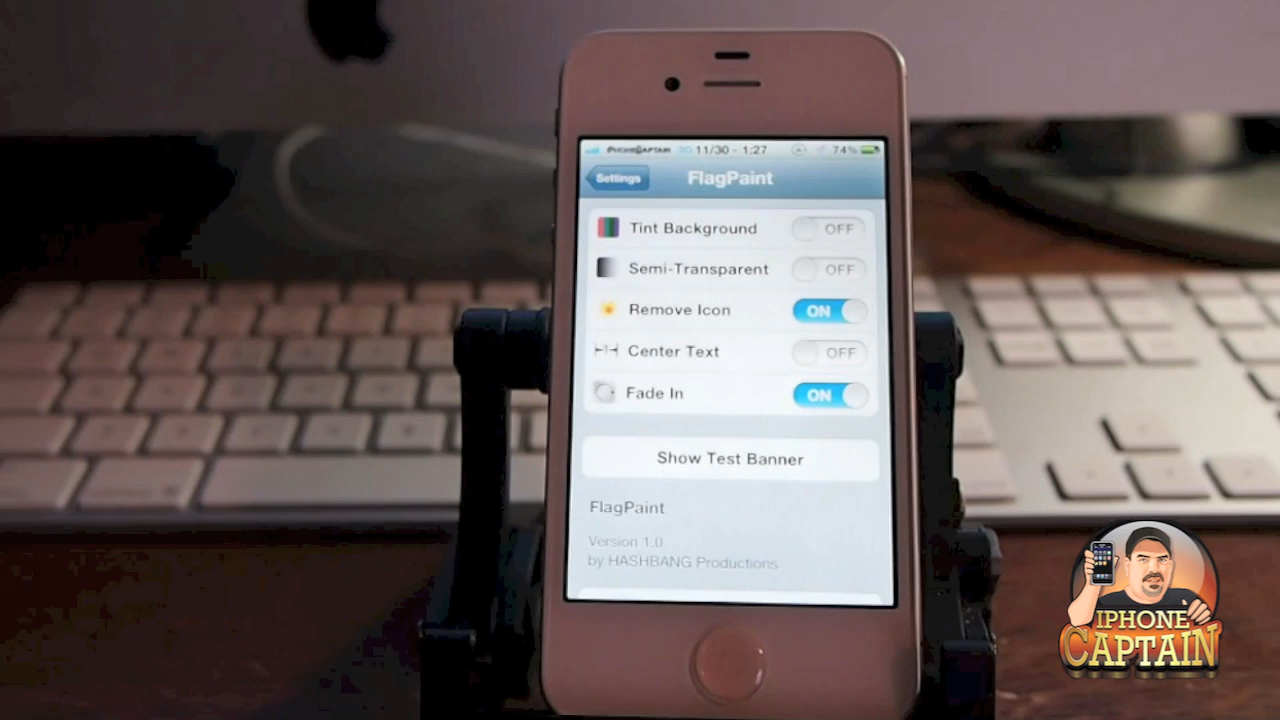 iPHONECAPTAIN 3G 11/30 - 1:27 74%
Settings FlagPaint
Tint Background OFF
Semi-Transparent OFF
Remove Icon ON
Center Text OFF
Fade In ON
Show Test Banner
FlagPaint
Version 1.0
by HASHBANG Productions
IPHONE
CAPTAIN